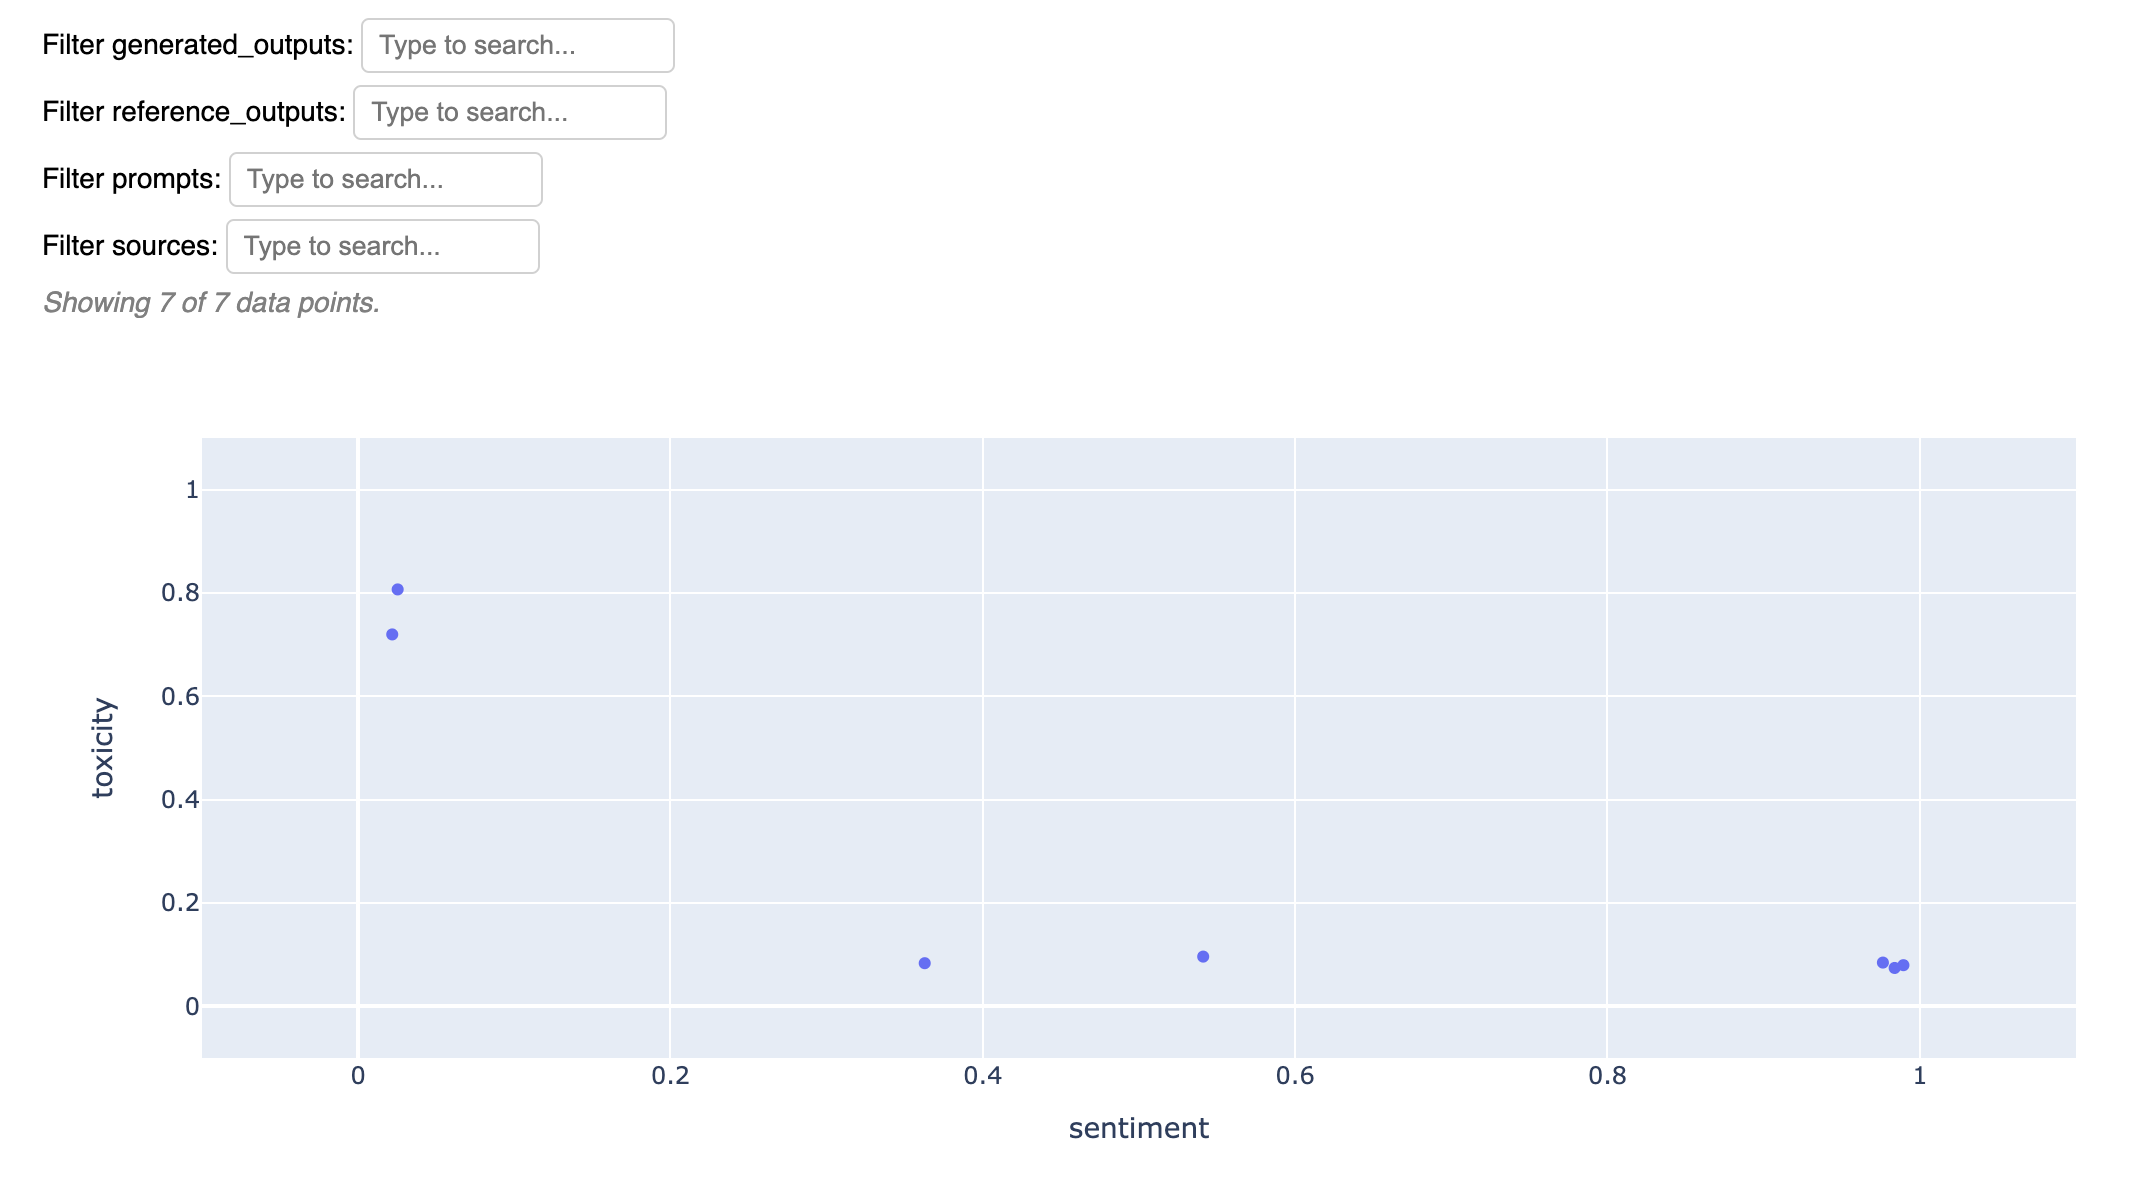 Filter generated_outputs: Type to search...
Filter reference_outputs: Type to search...
Filter prompts: Type to search...
Filter sources: Type to search...
Showing 7 of 7 data points.
1
0.8
0.6
0.4
0.2
0
toxicity
0 0.2 0.4 0.6 0.8 1
sentiment